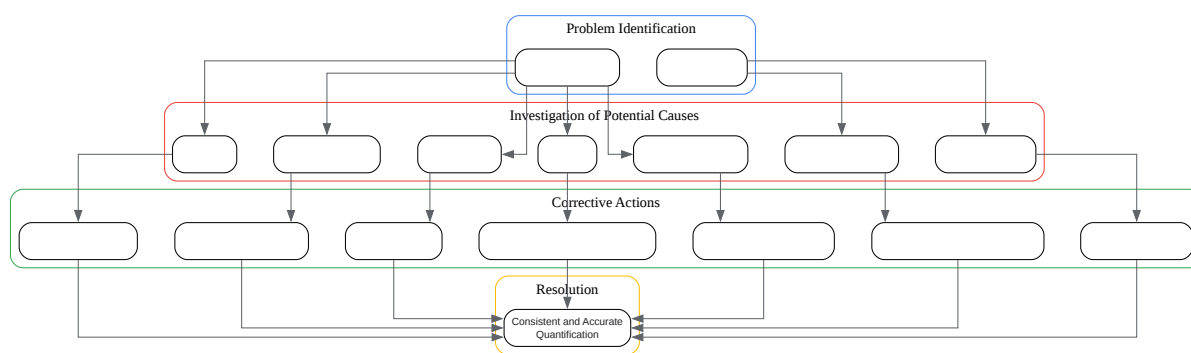 Problem Identification
Investigation of Potential Causes
Corrective Actions
Resolution
Consistent and Accurate
Quantification